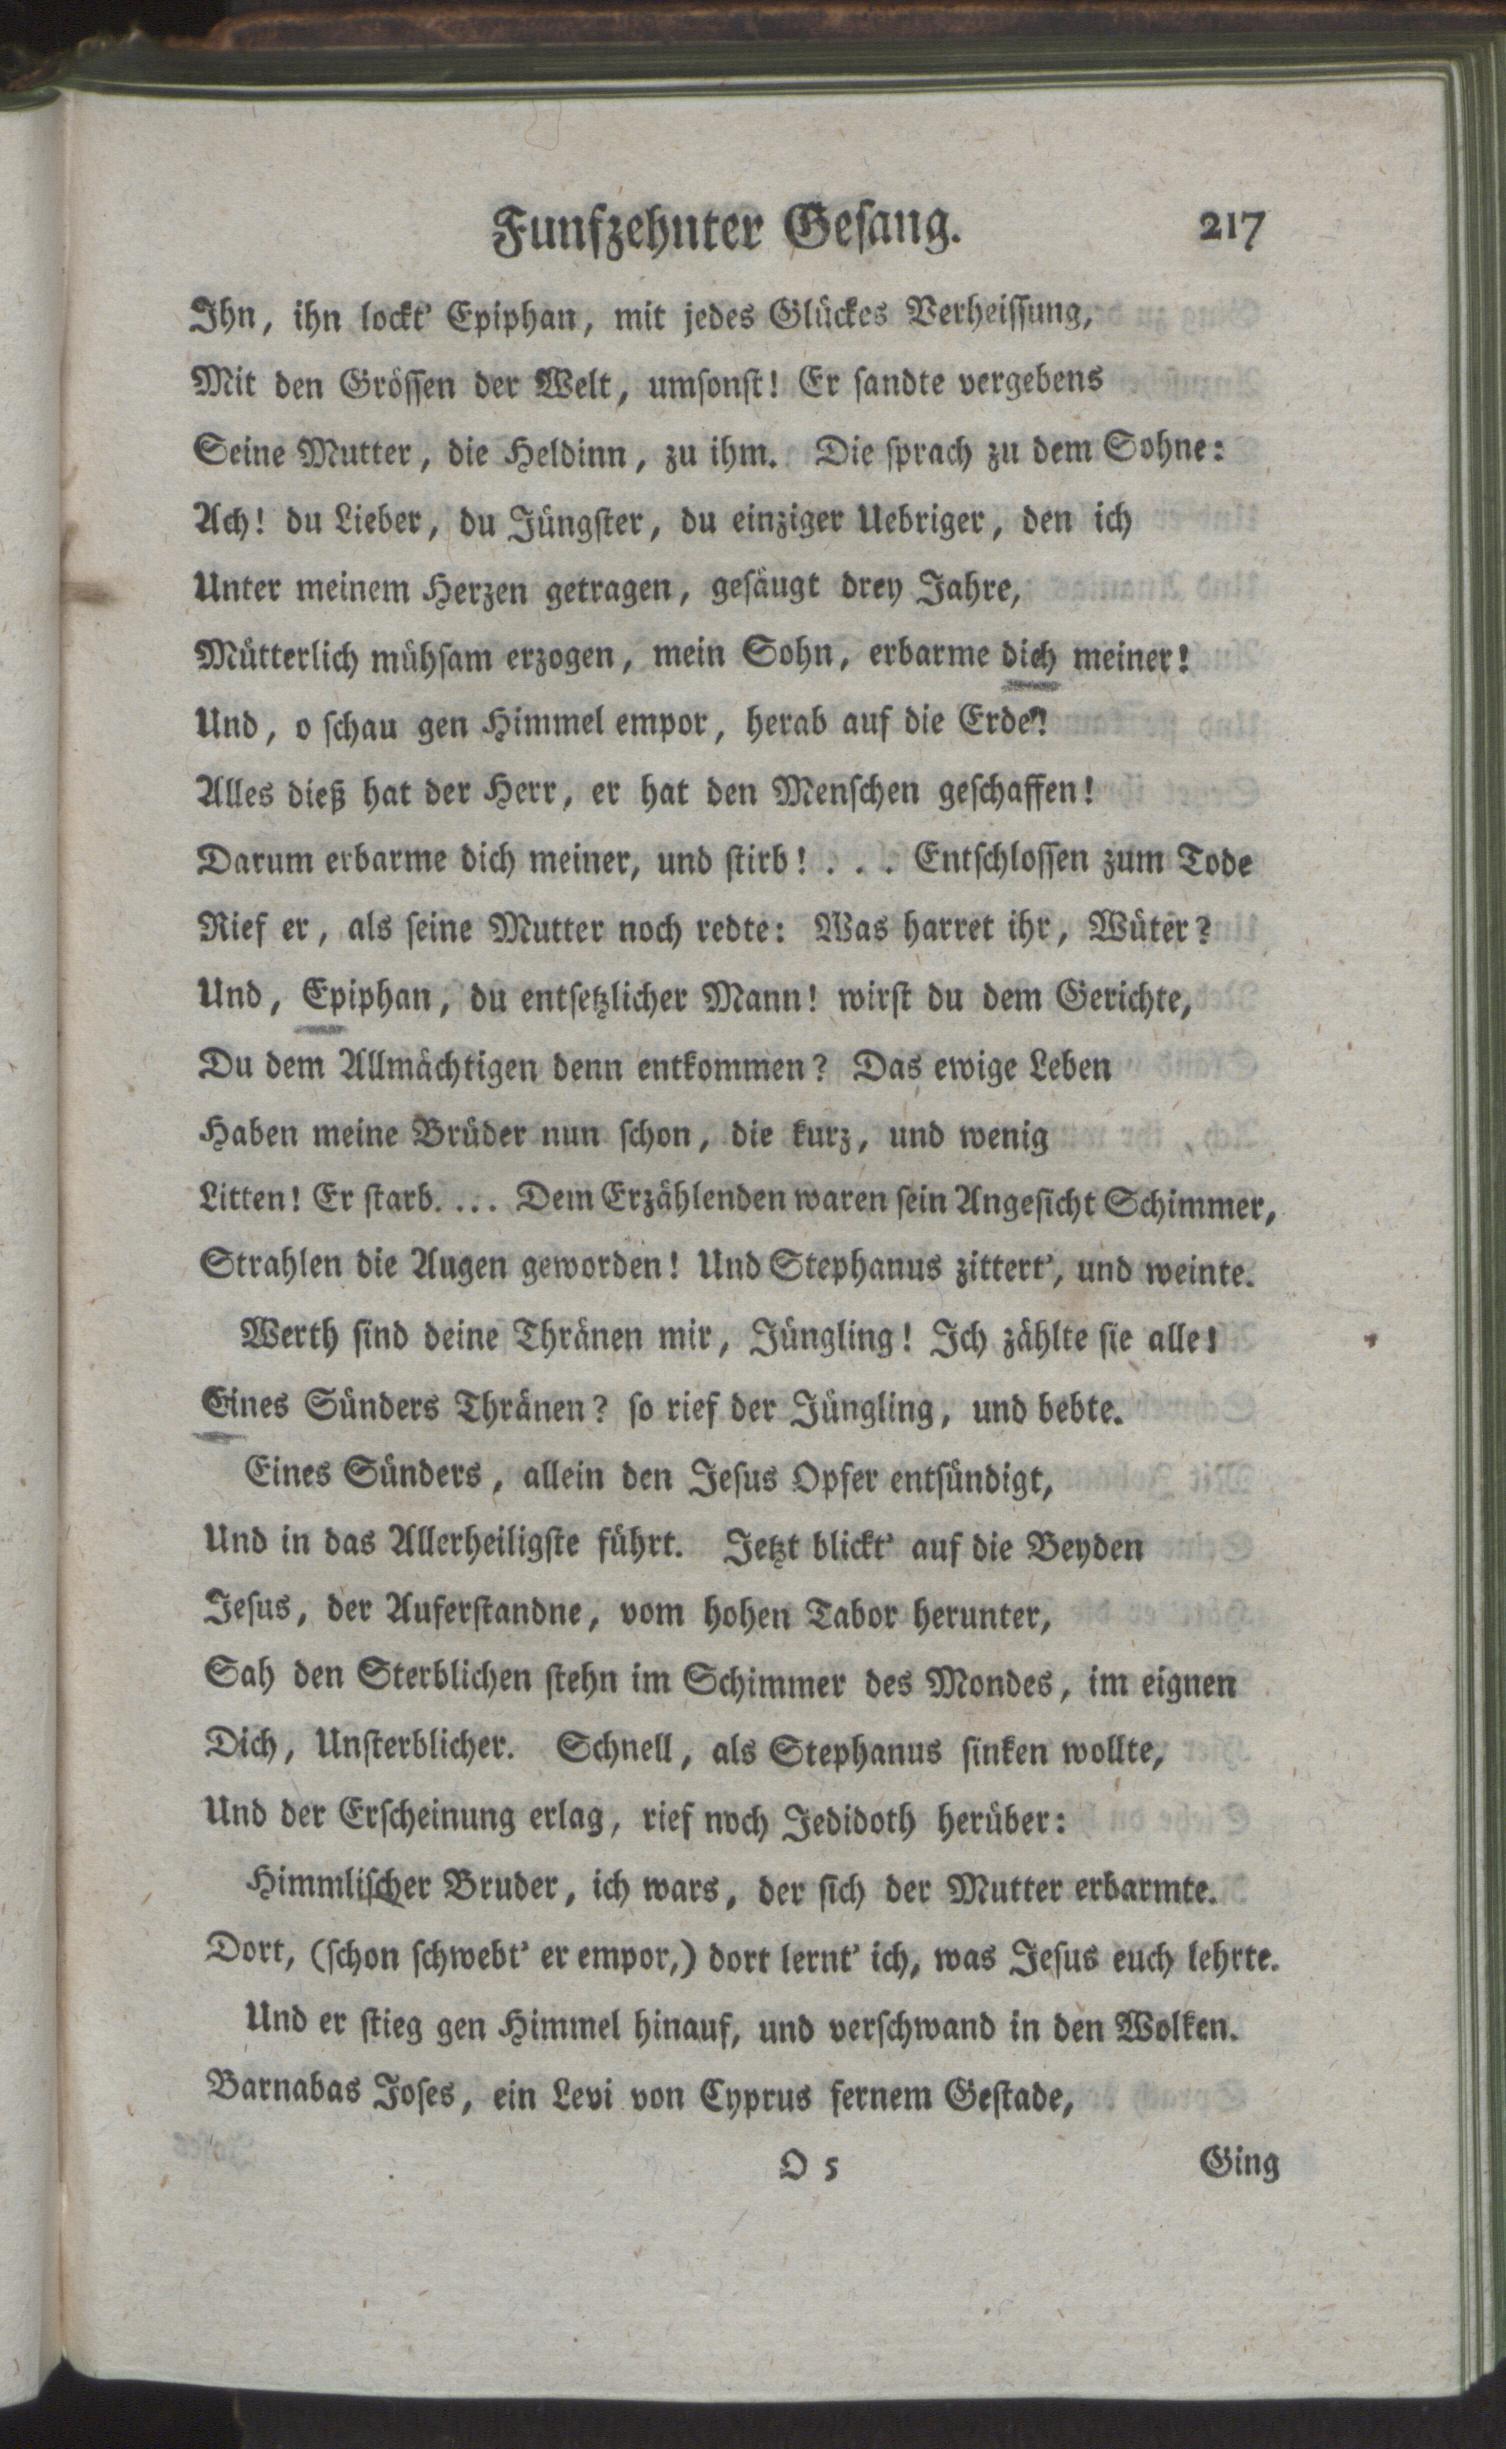 Funfzehnter Geſang. 217
Ihn, ihn lockt' Epiphan, mit jedes Glückes Verheiſſung,
Mit den Gröſſen der Welt, umſonſt! Er ſandte vergebens
Seine Mutter, die Heldinn, zu ihm. Die ſprach zu dem Sohne:
Ach! du Lieber, du Jüngſter, du einziger Uebriger, den ich
Unter meinem Herzen getragen, geſäugt drey Jahre,
Mütterlich mühſam erzogen, mein Sohn, erbarme dich meiner!
Und, o ſchau gen Himmel empor, herab auf die Erde!
Alles dieß hat der Herr, er hat den Menſchen geſchaffen!
Darum erbarme dich meiner, und ſtirb! . . . Entſchloſſen zum Tode
Rief er, als ſeine Mutter noch redte: Was harret ihr, Wüter?
Und, Epiphan, du entſetzlicher Mann! wirſt du dem Gerichte,
Du dem Allmächtigen denn entkommen? Das ewige Leben
Haben meine Brüder nun ſchon, die kurz, und wenig
Litten! Er ſtarb. ... Dem Erzählenden waren ſein Angeſicht Schimmer,
Strahlen die Augen geworden! Und Stephanus zittert', und weinte.
Werth ſind deine Thränen mir, Jüngling! Ich zählte ſie alle!
Eines Sünders Thränen? ſo rief der Jüngling, und bebte.
Eines Sünders, allein den Jeſus Opfer entſündigt,
Und in das Allerheiligſte führt. Jetzt blickt' auf die Beyden
Jeſus, der Auferſtandne, vom hohen Tabor herunter,
Sah den Sterblichen ſtehn im Schimmer des Mondes, im eignen
Dich, Unſterblicher. Schnell, als Stephanus ſinken wollte,
Und der Erſcheinung erlag, rief noch Jedidoth herüber:
Himmliſcher Bruder, ich wars, der ſich der Mutter erbarmte.
Dort, (ſchon ſchwebt' er empor,) dort lernt' ich, was Jeſus euch lehrte.
Und er ſtieg gen Himmel hinauf, und verſchwand in den Wolken.
Barnabas Joſes, ein Levi von Cyprus fernem Geſtade,
O 5 Ging